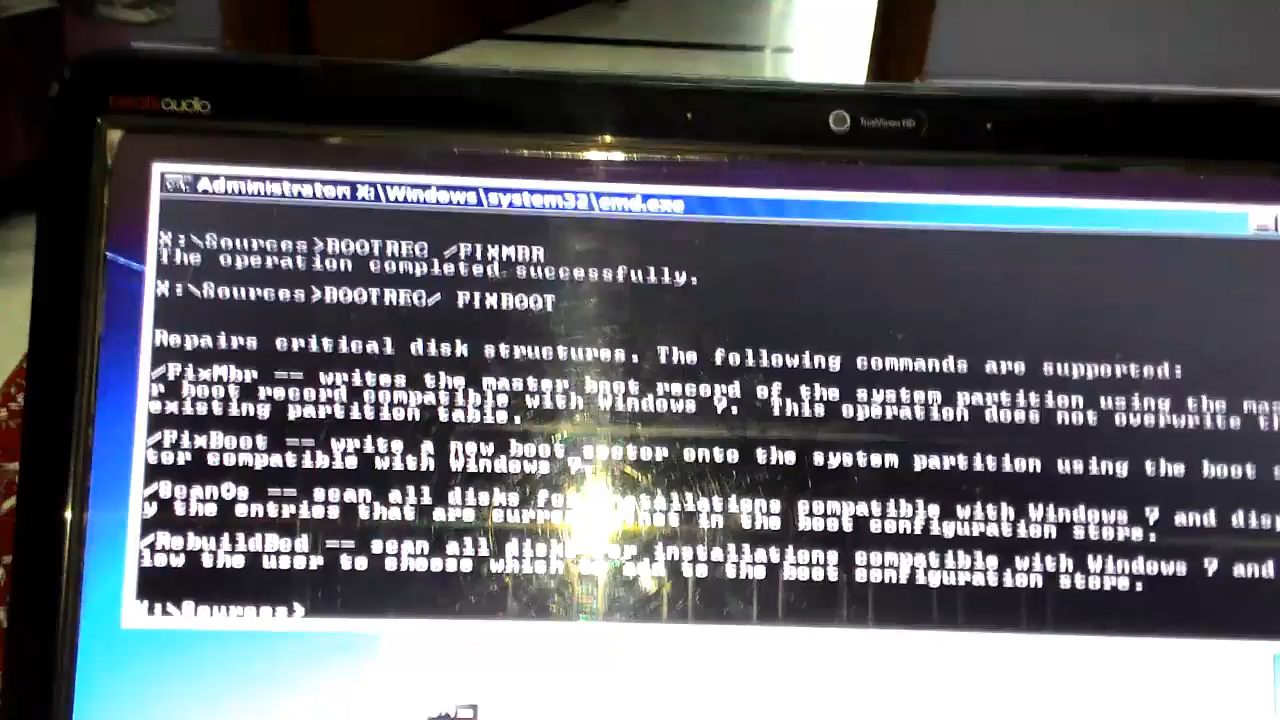 beats audio
TrueVision HD
Administrator: X:\Windows\system32\cmd.exe
X:\Sources>BOOTREC /FIXMBR
The operation completed successfully.
X:\Sources>BOOTREC/ FIXBOOT
Repairs critical disk structures. The following commands are supported:
/FixMbr == writes the master boot record of the system partition using the mas
r boot record compatible with Windows 7. This operation does not overwrite th
existing partition table.
/FixBoot == write a new boot sector onto the system partition using the boot s
tor compatible with Windows 7.
/ScanOs == scan all disks for installations compatible with Windows 7 and disp
y the entries that are currently not in the boot configuration store.
/RebuildBcd == scan all disks for installations compatible with Windows 7 and
low the user to choose which to add to the boot configuration store.
X:\Sources>